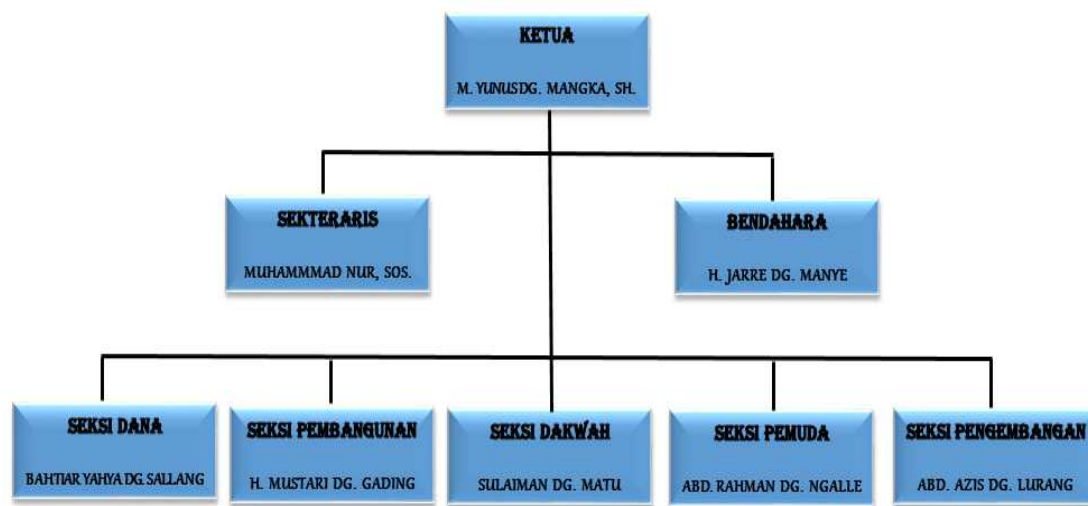 KETUA
M. YUNUSDG. MANGKA, SH.
SEKTERARIS
MUHAMMMAD NUR, SOS.
BENDAHARA
H. JARRE DG. MANYE
SEKSI DANA
BAHTIAR YAHYA DG. SALLANG
SEKSI PEMBANGUNAN
H. MUSTARI DG. GADING
SEKSI DAKWAH
SULAIMAN DG. MATU
SEKSI PEMUDA
ABD. RAHMAN DG. NGALLE
SEKSI PENGEMBANGAN
ABD. AZIS DG. LURANG